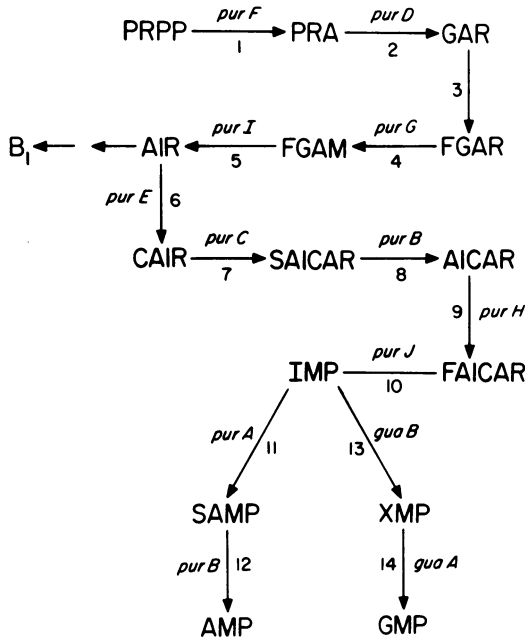 pur F pur D
PRPP PRA GAR
1 2
3
pur I pur G
B1 AIR FGAM FGAR
5 4
pur E 6
pur C pur B
CAIR SAICAR AICAR
7 8
9 pur H
pur J
IMP FAICAR
10
pur A 11 13 gua B
SAMP XMP
pur B 12 14 gua A
AMP GMP